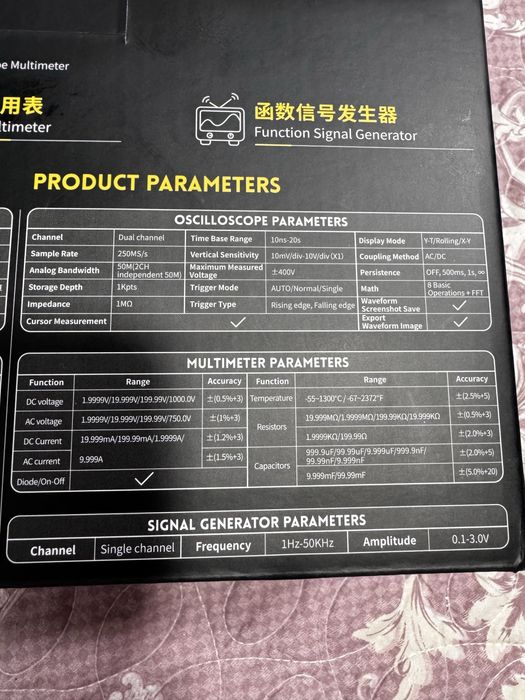 Multimeter
用表
函数信号发生器
Function Signal Generator
PRODUCT PARAMETERS
OSCILLOSCOPE PARAMETERS
Channel Dual channel Time Base Range 10ns-20s Display Mode Y-T/Rolling/X-Y
Sample Rate 250MS/s Vertical Sensitivity 10mV/div-10V/div (X1) Coupling Method AC/DC
Analog Bandwidth 50M(2CH independent 50M) Maximum Measured Voltage ±400V Persistence OFF, 500ms, 1s, ∞
Storage Depth 1Kpts Trigger Mode AUTO/Normal/Single Math 8 Basic Operations + FFT
Impedance 1MΩ Trigger Type Rising edge, Falling edge Waveform Screenshot Save ✓
Cursor Measurement ✓ Export Waveform Image ✓
MULTIMETER PARAMETERS
Function Range Accuracy Function Range Accuracy
DC voltage 1.9999V/19.999V/199.99V/1000.0V ±(0.5%+3) Temperature -55~1300°C / -67~2372°F ±(2.5%+5)
AC voltage 1.9999V/19.999V/199.99V/750.0V ±(1%+3) Resistors 19.999MΩ/1.9999MΩ/199.99KΩ/19.999KΩ ±(0.5%+3)
DC Current 19.999mA/199.99mA/1.9999A/ ±(1.2%+3) 1.9999KΩ/199.99Ω ±(2.0%+3)
AC current 9.999A ±(1.5%+3) Capacitors 999.9uF/99.99uF/9.999uF/999.9nF/
99.99nF/9.999nF ±(2.0%+5)
Diode/On-Off ✓ 9.999mF/99.99mF ±(5.0%+20)
SIGNAL GENERATOR PARAMETERS
Channel Single channel Frequency 1Hz-50KHz Amplitude 0.1-3.0V